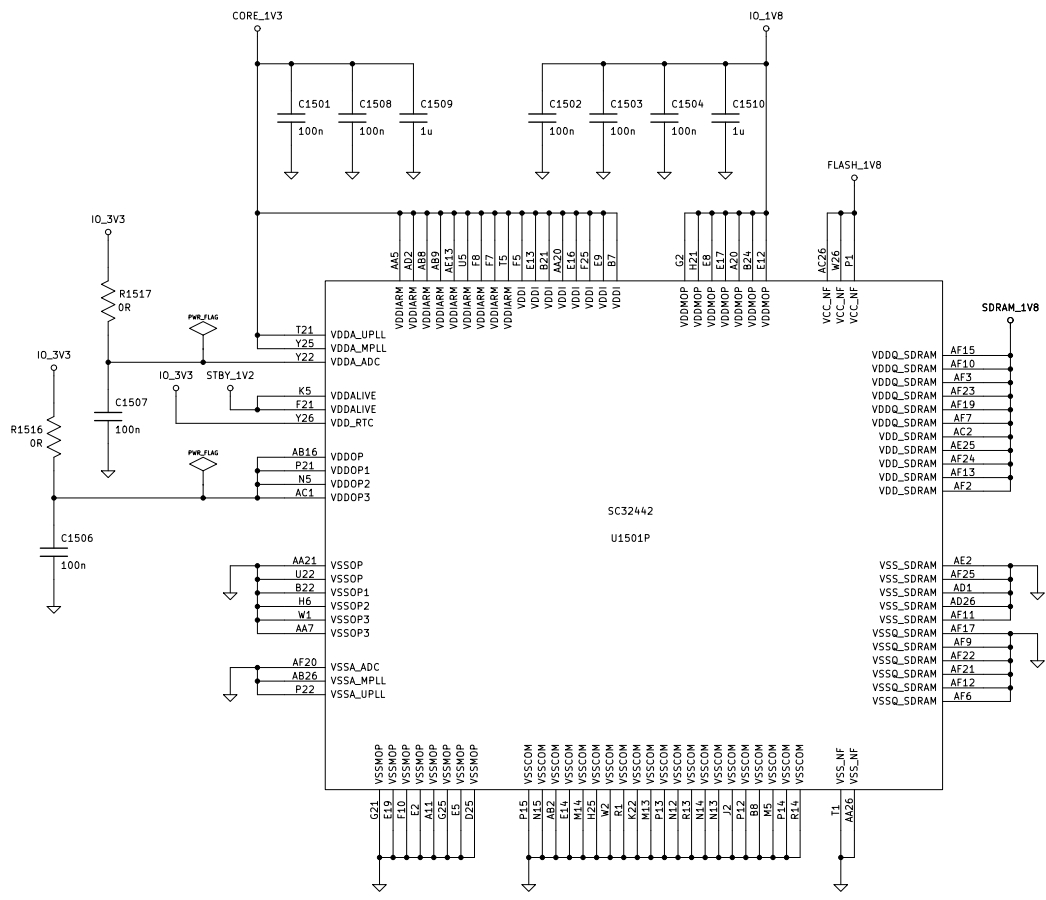 CORE_1V3
IO_1V8
C1501
100n
C1508
100n
C1509
1u
C1502
100n
C1503
100n
C1504
100n
C1510
1u
FLASH_1V8
IO_3V3
R1517
0R
PWR_FLAG
IO_3V3
R1516
0R
C1507
100n
IO_3V3
STBY_1V2
PWR_FLAG
C1506
100n
SDRAM_1V8
AA5 VDDIARM
AD2 VDDIARM
AB8 VDDIARM
AB9 VDDIARM
AE13 VDDIARM
U5 VDDIARM
F8 VDDIARM
F7 VDDIARM
T5 VDDIARM
F5 VDDI
E13 VDDI
B21 VDDI
AA20 VDDI
E16 VDDI
F25 VDDI
E9 VDDI
B7 VDDI
G2 VDDMOP
H21 VDDMOP
E8 VDDMOP
E17 VDDMOP
A20 VDDMOP
B24 VDDMOP
E12 VDDMOP
AC26 VCC_NF
W26 VCC_NF
P1 VCC_NF
T21 VDDA_UPLL
Y25 VDDA_MPLL
Y22 VDDA_ADC
K5 VDDALIVE
F21 VDDALIVE
Y26 VDD_RTC
AB16 VDDOP
P21 VDDOP1
N5 VDDOP2
AC1 VDDOP3
AA21 VSSOP
U22 VSSOP
B22 VSSOP1
H6 VSSOP2
W1 VSSOP3
AA7 VSSOP3
AF20 VSSA_ADC
AB26 VSSA_MPLL
P22 VSSA_UPLL
SC32442
U1501P
VDDQ_SDRAM AF15
VDDQ_SDRAM AF10
VDDQ_SDRAM AF3
VDDQ_SDRAM AF23
VDDQ_SDRAM AF19
VDDQ_SDRAM AF7
VDD_SDRAM AC2
VDD_SDRAM AE25
VDD_SDRAM AF24
VDD_SDRAM AF13
VDD_SDRAM AF2
VSS_SDRAM AE2
VSS_SDRAM AF25
VSS_SDRAM AD1
VSS_SDRAM AD26
VSS_SDRAM AF11
VSSQ_SDRAM AF17
VSSQ_SDRAM AF9
VSSQ_SDRAM AF22
VSSQ_SDRAM AF21
VSSQ_SDRAM AF12
VSSQ_SDRAM AF6
VSSMOP G21
VSSMOP E19
VSSMOP F10
VSSMOP E2
VSSMOP A11
VSSMOP G25
VSSMOP E5
VSSMOP D25
VSSCOM P15
VSSCOM N15
VSSCOM AB2
VSSCOM E14
VSSCOM M14
VSSCOM H25
VSSCOM W2
VSSCOM R1
VSSCOM K22
VSSCOM M13
VSSCOM P13
VSSCOM N12
VSSCOM R13
VSSCOM N14
VSSCOM N13
VSSCOM J2
VSSCOM P12
VSSCOM B8
VSSCOM M5
VSSCOM P14
VSSCOM R14
VSS_NF T1
VSS_NF AA26